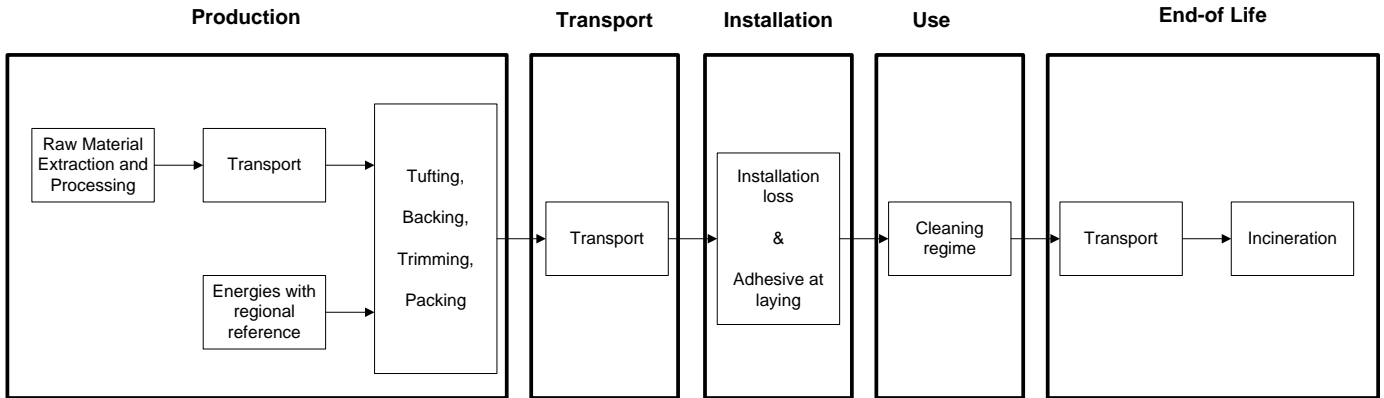 Production
Transport
Installation
Use
End-of Life
Raw Material
Extraction and
Processing
Transport
Energies with
regional
reference
Tufting,
Backing,
Trimming,
Packing
Transport
Installation
loss
&
Adhesive at
laying
Cleaning
regime
Transport
Incineration